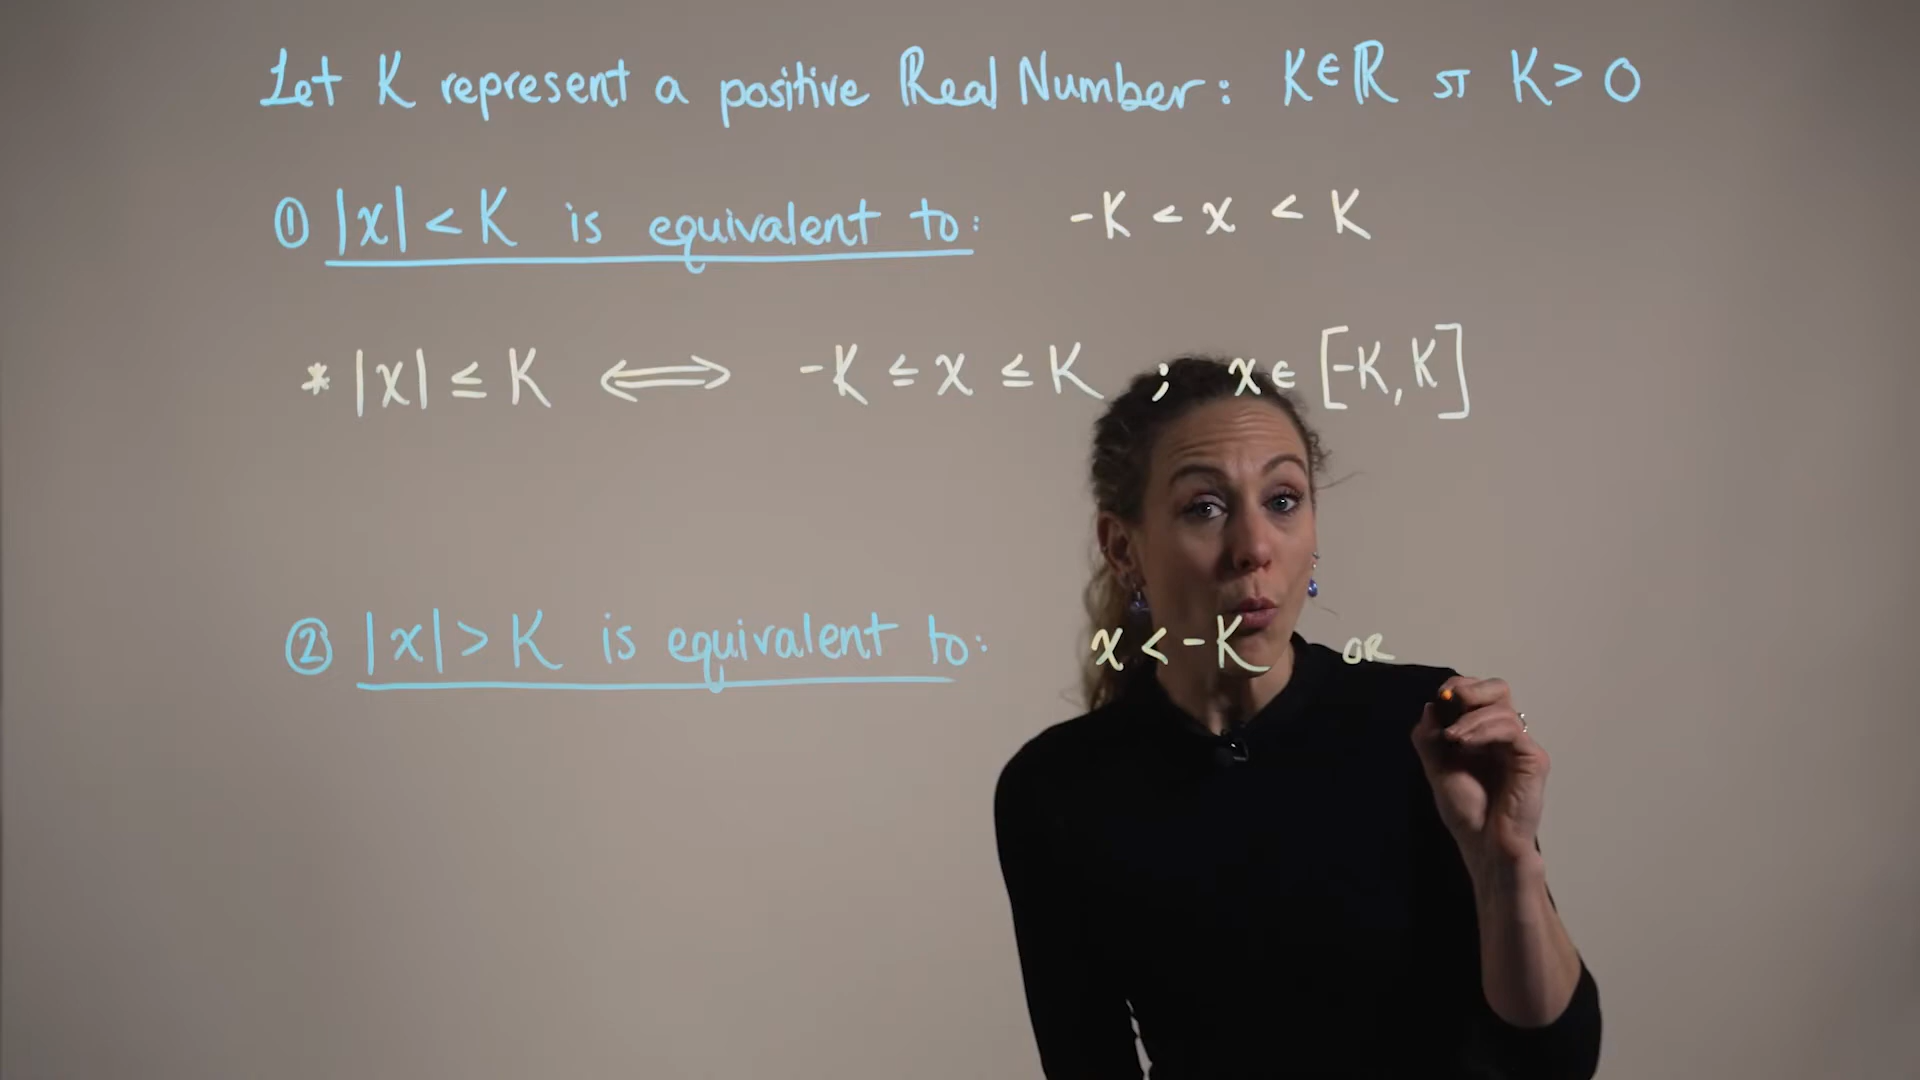 Let K represent a positive Real Number: K∈ℝ st K > 0
① |x| < K is equivalent to: -K < x < K
* |x| ≤ K ⟺ -K ≤ x ≤ K ; x ∈ [-K, K]
② |x| > K is equivalent to: x < -K OR